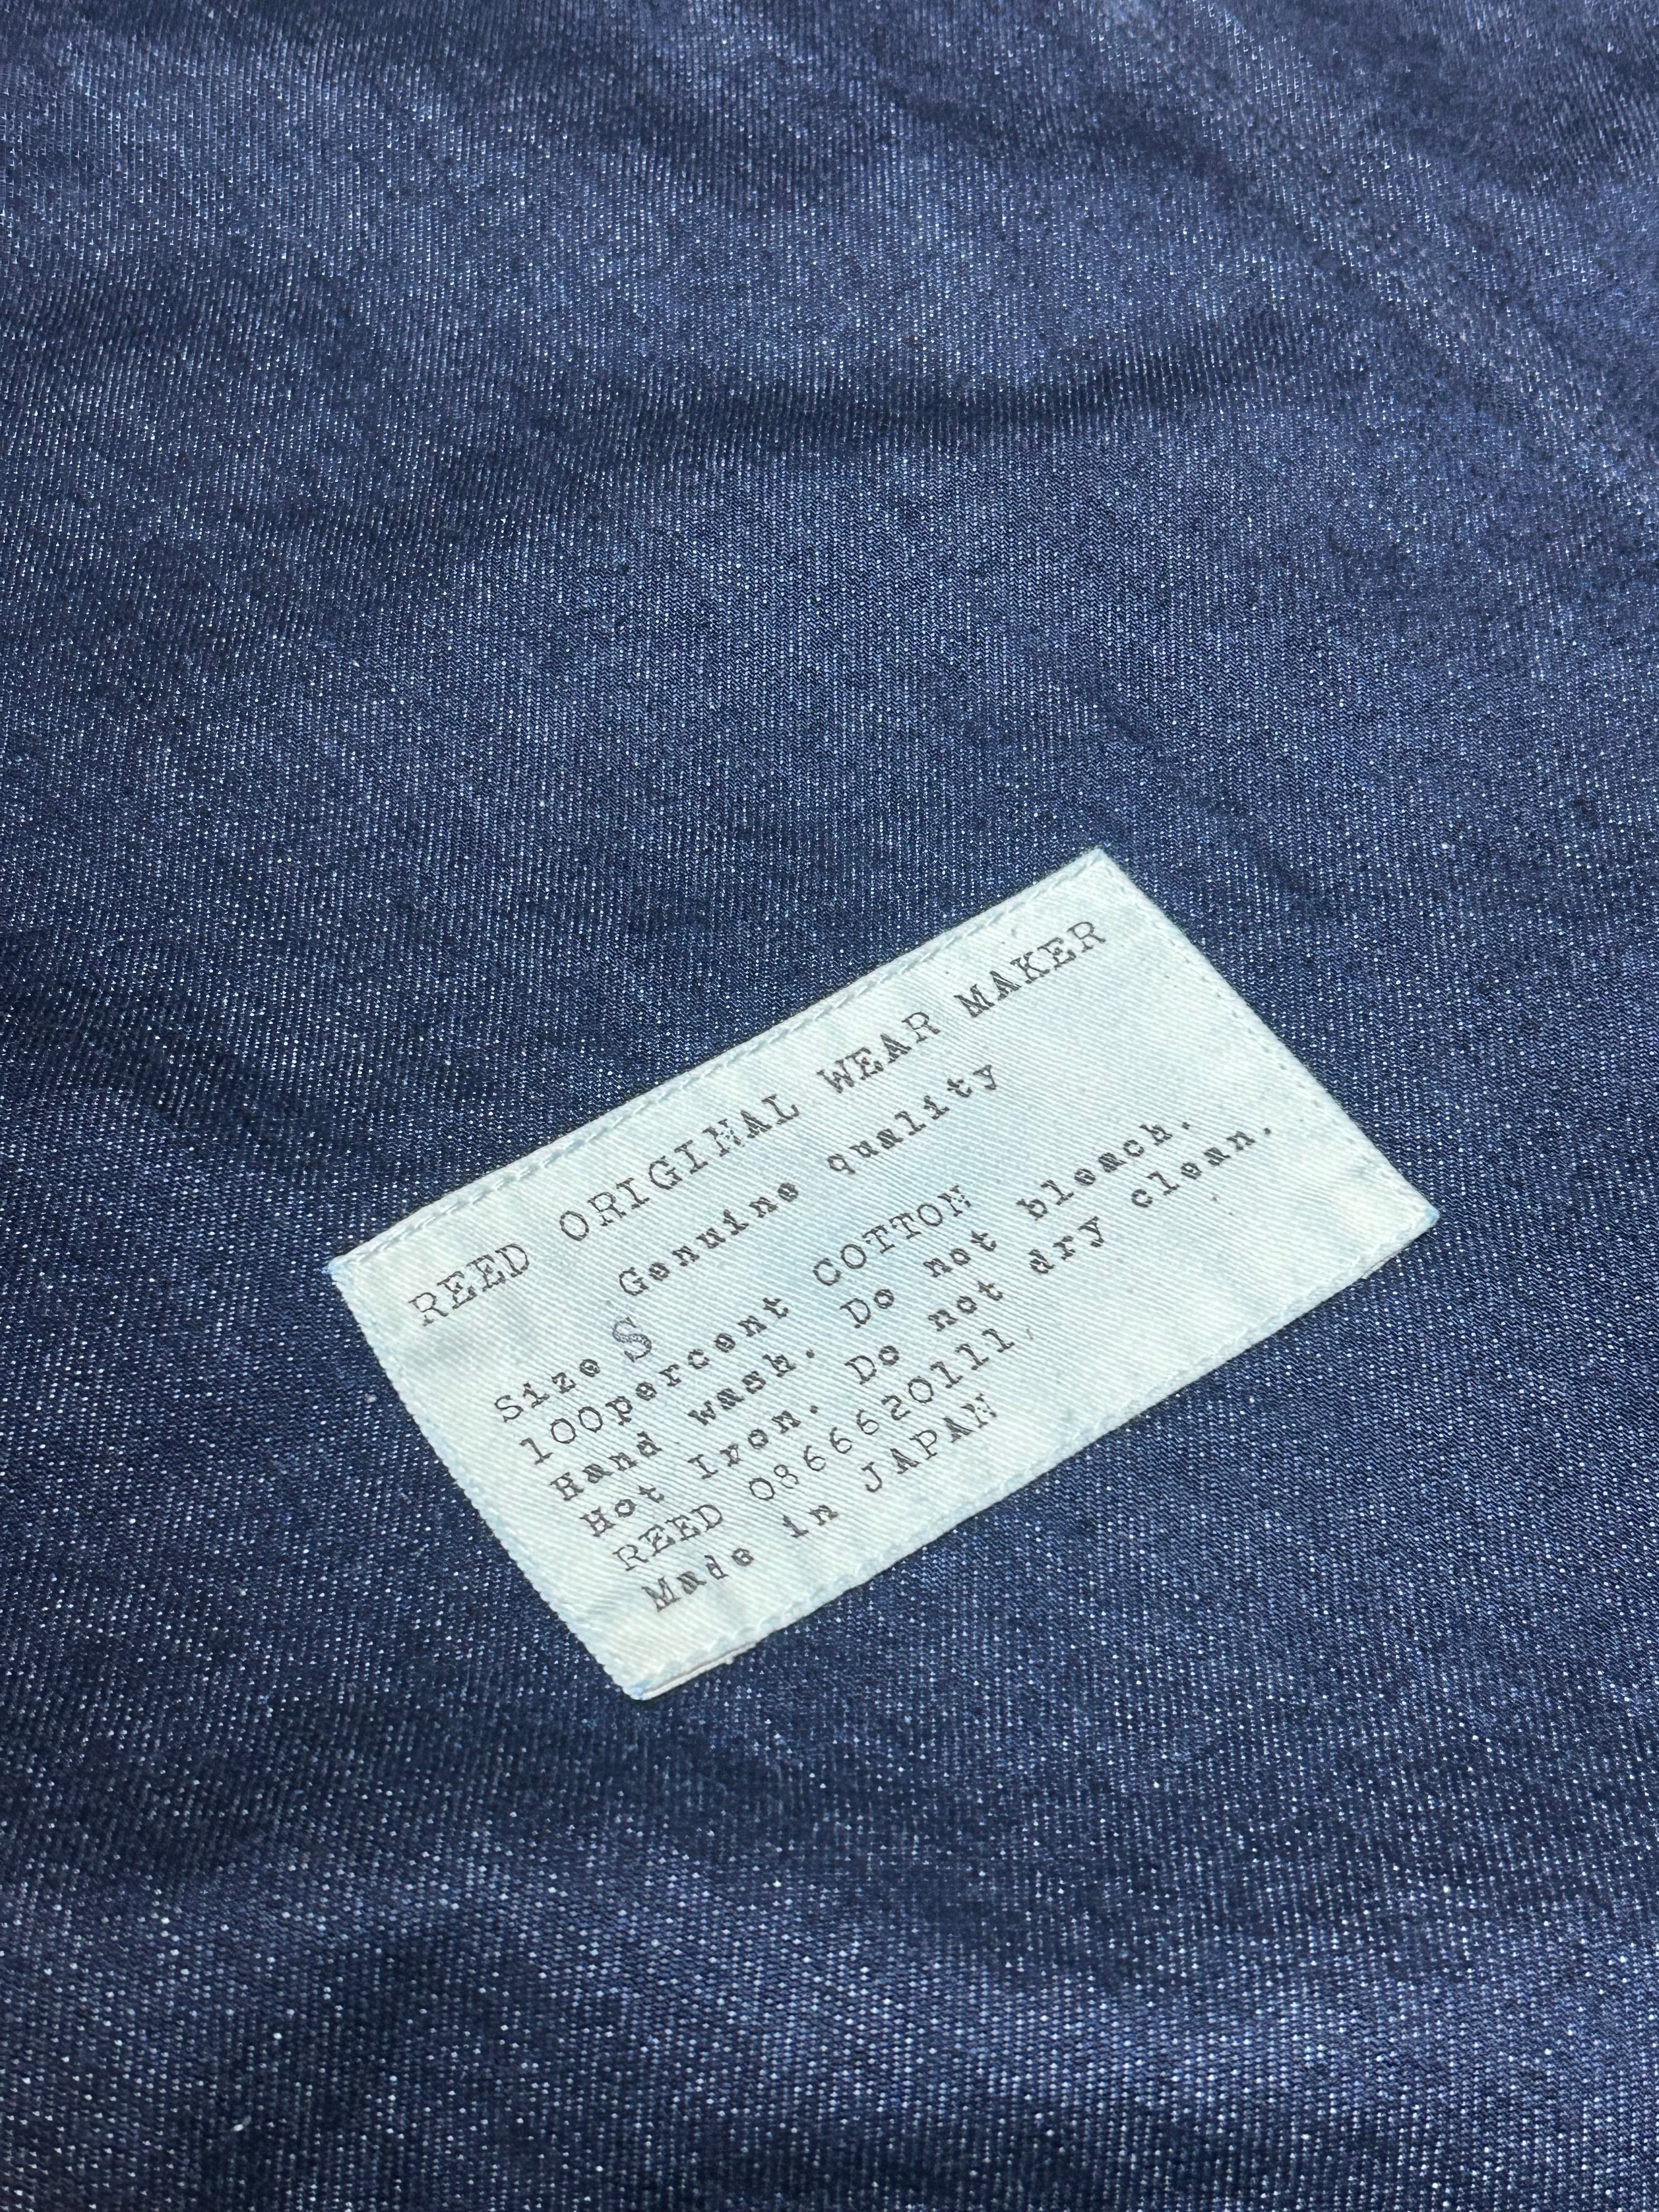 REED ORIGINAL WEAR MAKER
Genuine quality
Size S
100percent COTTON
Hand wash. Do not bleach.
Hot Iron. Do not dry clean.
REED 0866620111.
Made in JAPAN